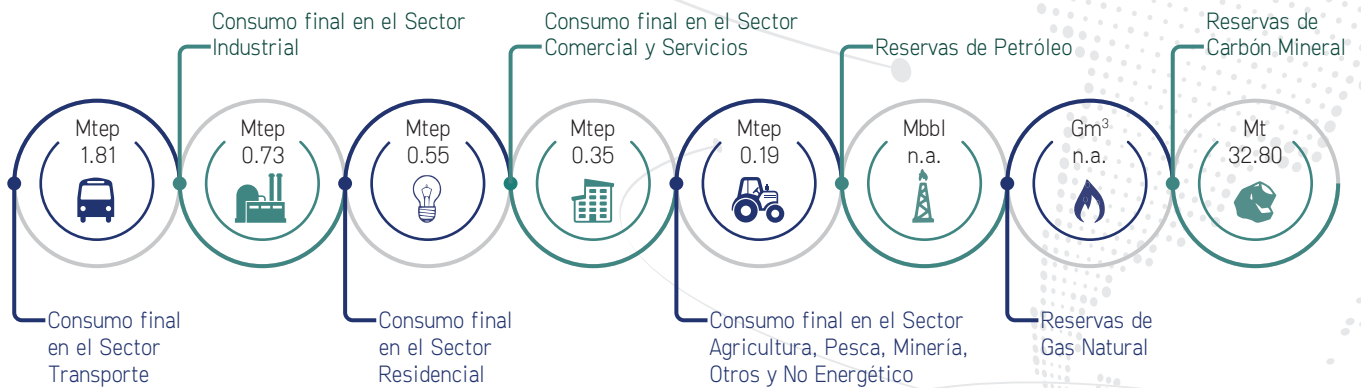 Consumo final en el Sector
Industrial
Consumo final en el Sector
Comercial y Servicios
Reservas de Petróleo
Reservas de
Carbón Mineral
Mtep
1.81
Mtep
0.73
Mtep
0.55
Mtep
0.35
Mtep
0.19
Mbbl
n.a.
Gm³
n.a.
Mt
32.80
Consumo final
en el Sector
Transporte
Consumo final
en el Sector
Residencial
Consumo final en el Sector
Agricultura, Pesca, Minería,
Otros y No Energético
Reservas de
Gas Natural